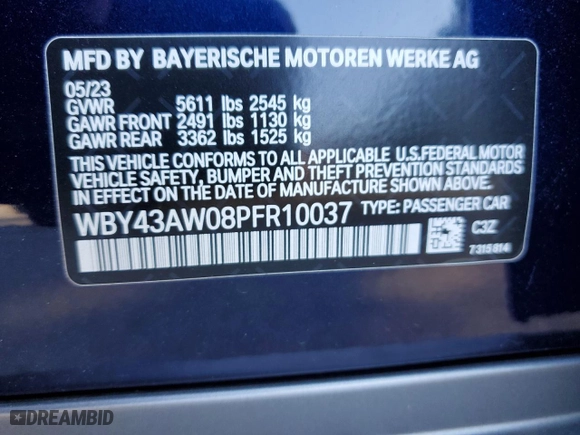 MFD BY BAYERISCHE MOTOREN WERKE AG
05/23
GVWR 5611 lbs 2545 kg
GAWR FRONT 2491 lbs 1130 kg
GAWR REAR 3362 lbs 1525 kg
THIS VEHICLE CONFORMS TO ALL APPLICABLE U.S.FEDERAL MOTOR
VEHICLE SAFETY, BUMPER AND THEFT PREVENTION STANDARDS
IN EFFECT ON THE DATE OF MANUFACTURE SHOWN ABOVE.
WBY43AW08PFR10037 TYPE: PASSENGER CAR
C3Z
7315814
DREAMBID